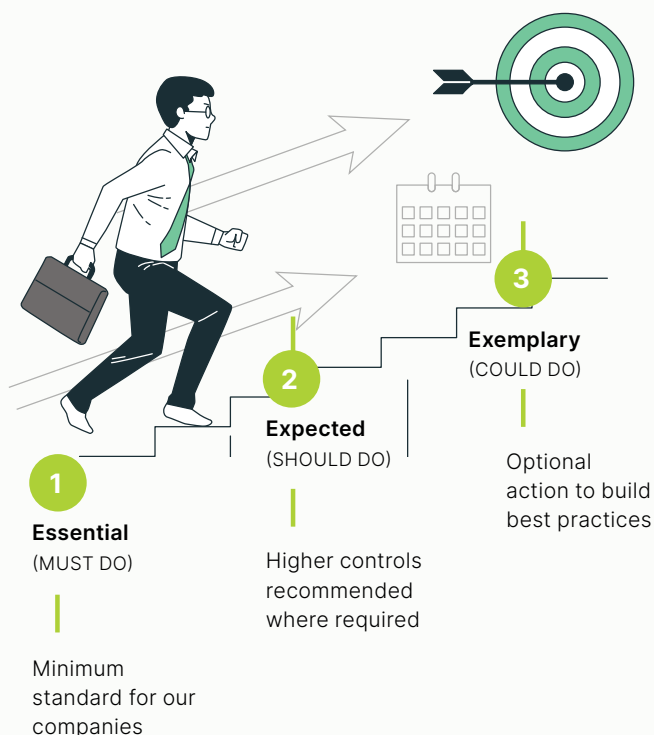 1
Essential
(MUST DO)
Minimum
standard for our
companies
2
Expected
(SHOULD DO)
Higher controls
recommended
where required
3
Exemplary
(COULD DO)
Optional
action to build
best practices